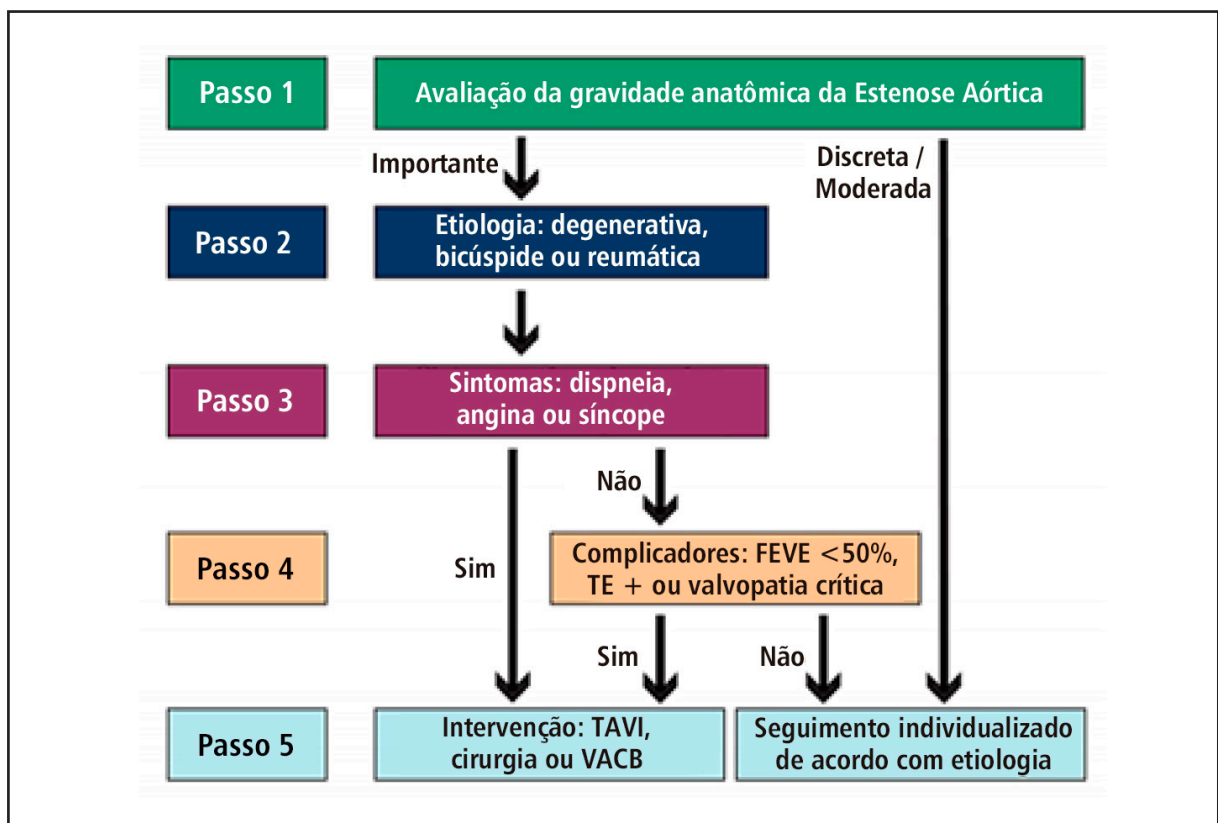 Passo 1
Avaliação da gravidade anatômica da Estenose Aórtica
Importante
Discreta /
Moderada
Passo 2
Etiologia: degenerativa,
bicúspide ou reumática
Passo 3
Sintomas: dispneia,
angina ou síncope
Não
Sim
Passo 4
Complicadores: FEVE <50%,
TE + ou valvopatia crítica
Sim
Não
Passo 5
Intervenção: TAVI,
cirurgia ou VACB
Seguimento individualizado
de acordo com etiologia